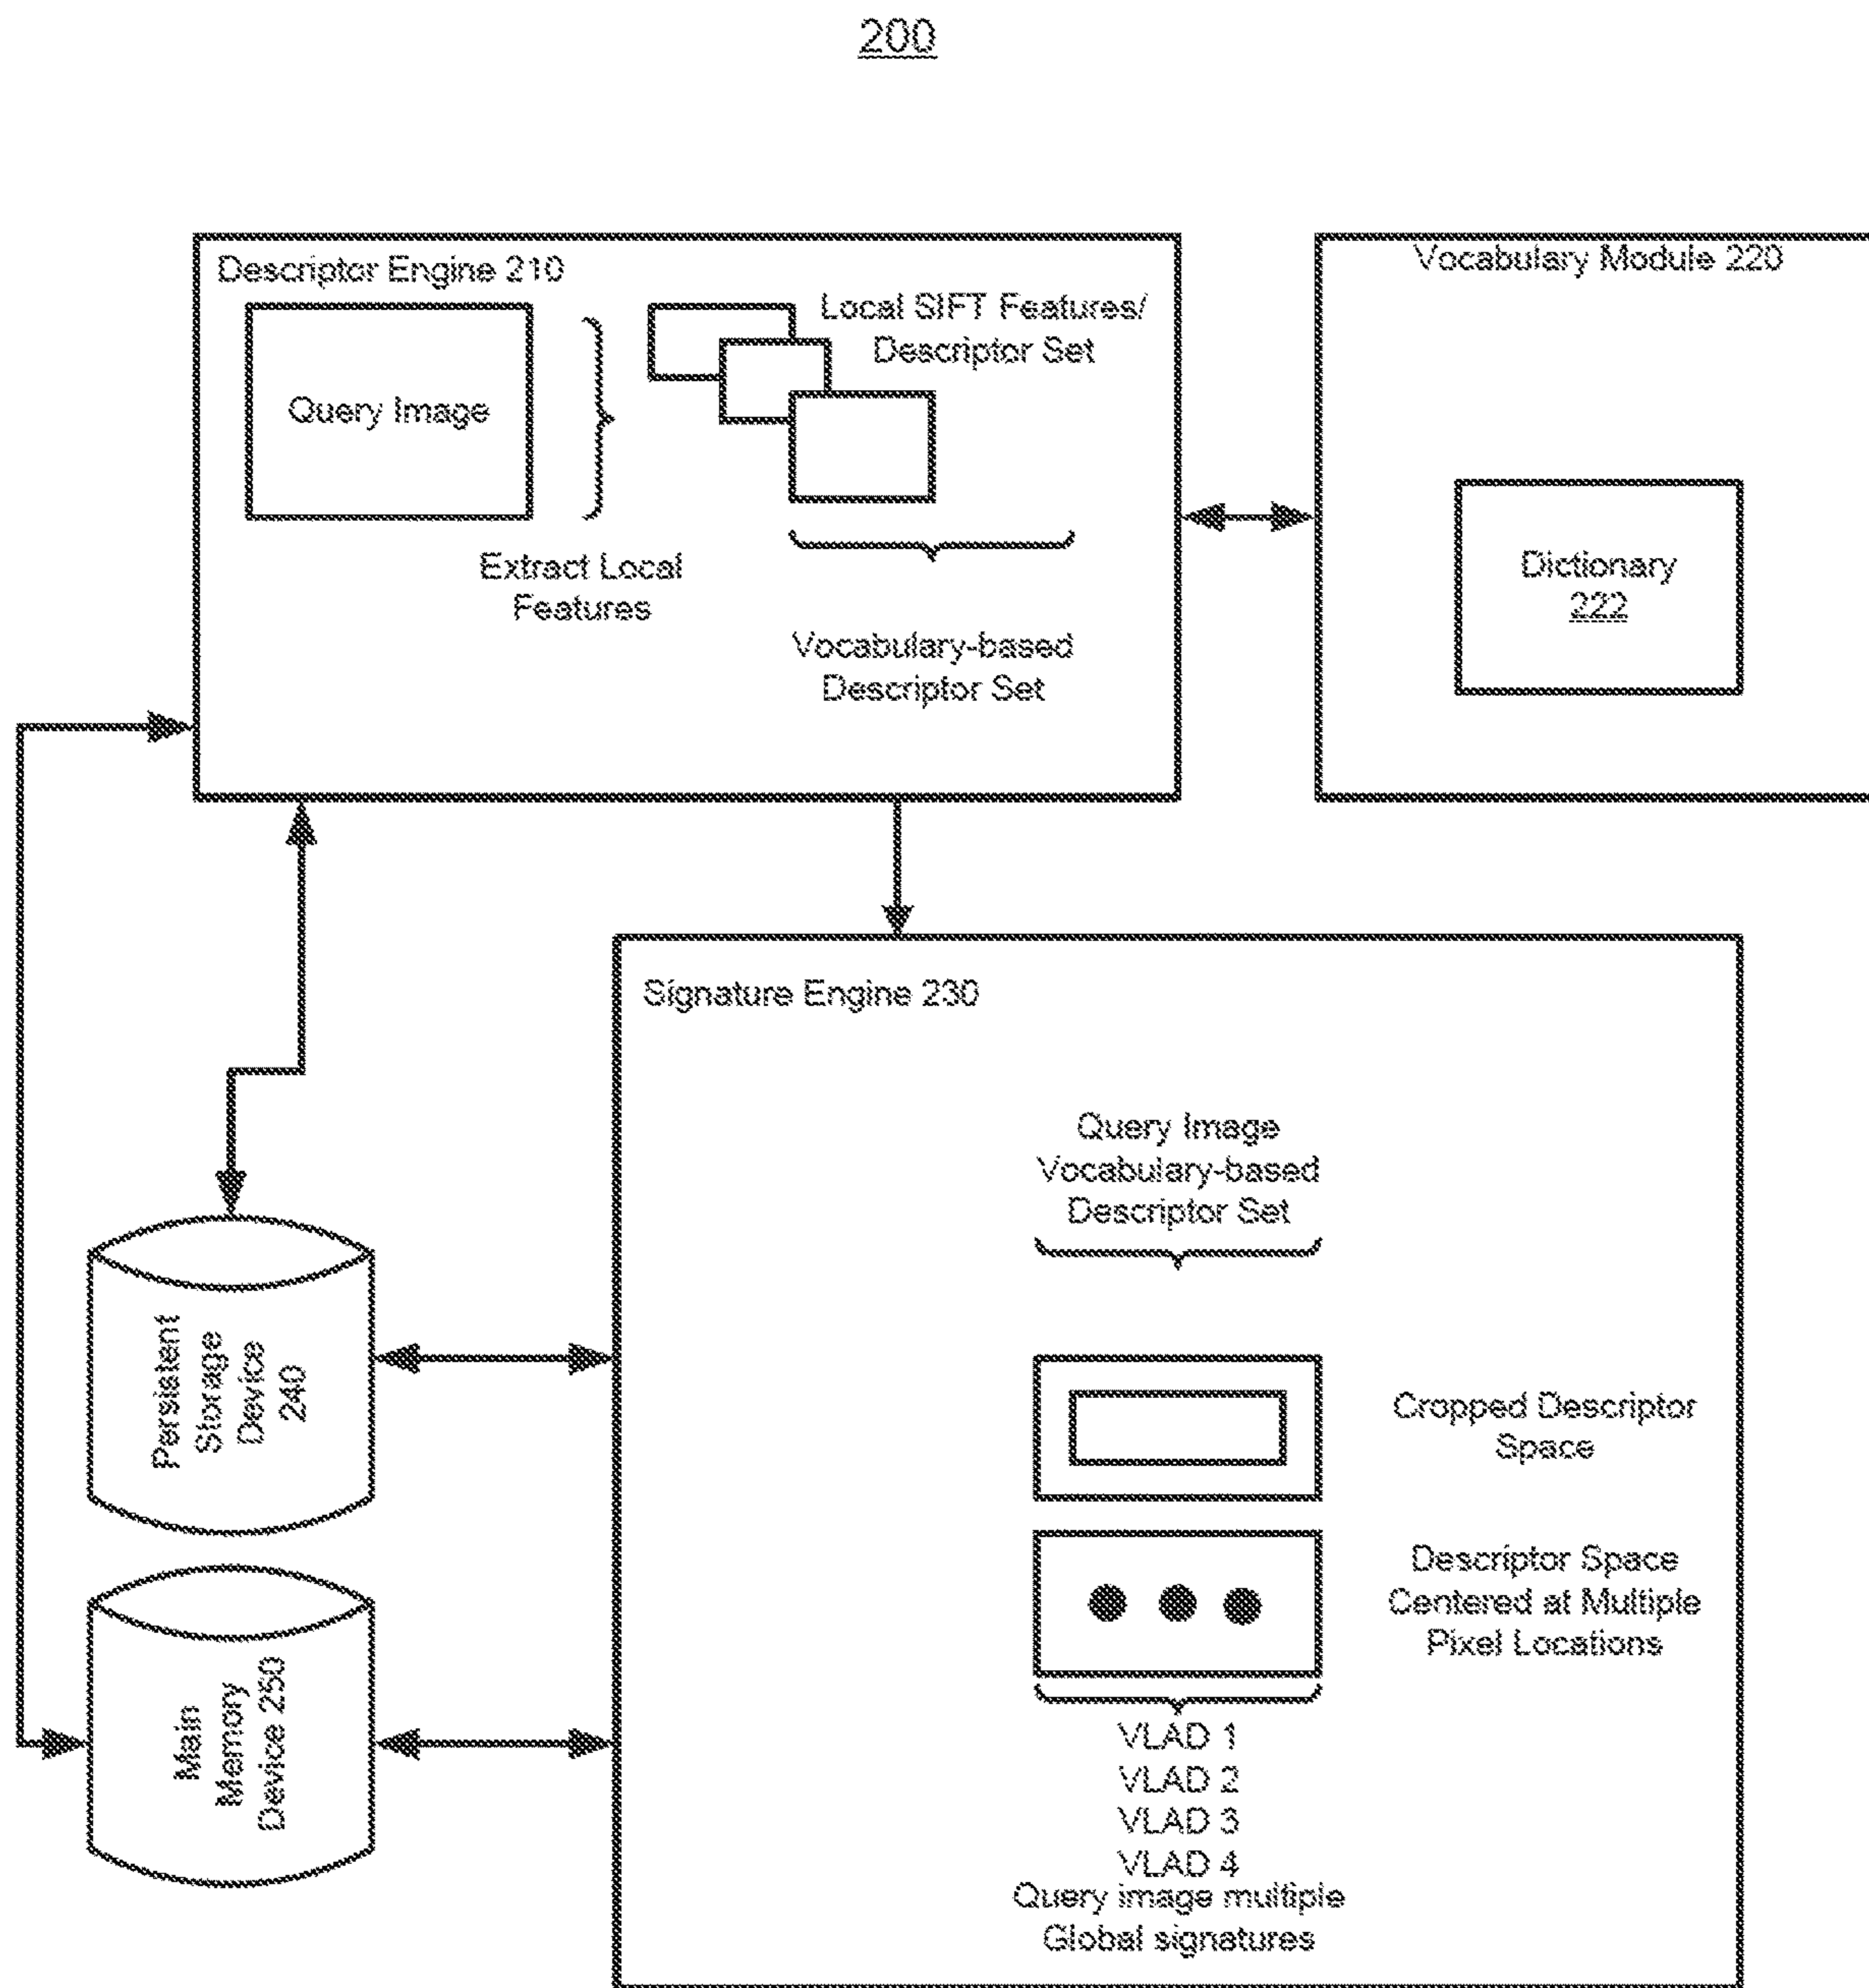 200
Descriptor Engine 210
Query Image
Local SIFT Features/
Descriptor Set
Extract Local
Features
Vocabulary-based
Descriptor Set
Vocabulary Module 220
Dictionary
222
Signature Engine 230
Query Image
Vocabulary-based
Descriptor Set
Cropped Descriptor
Space
Descriptor Space
Centered at Multiple
Pixel Locations
VLAD 1
VLAD 2
VLAD 3
VLAD 4
Query image multiple
Global signatures
Persistent
Storage
Device
240
Main
Memory
Device 250